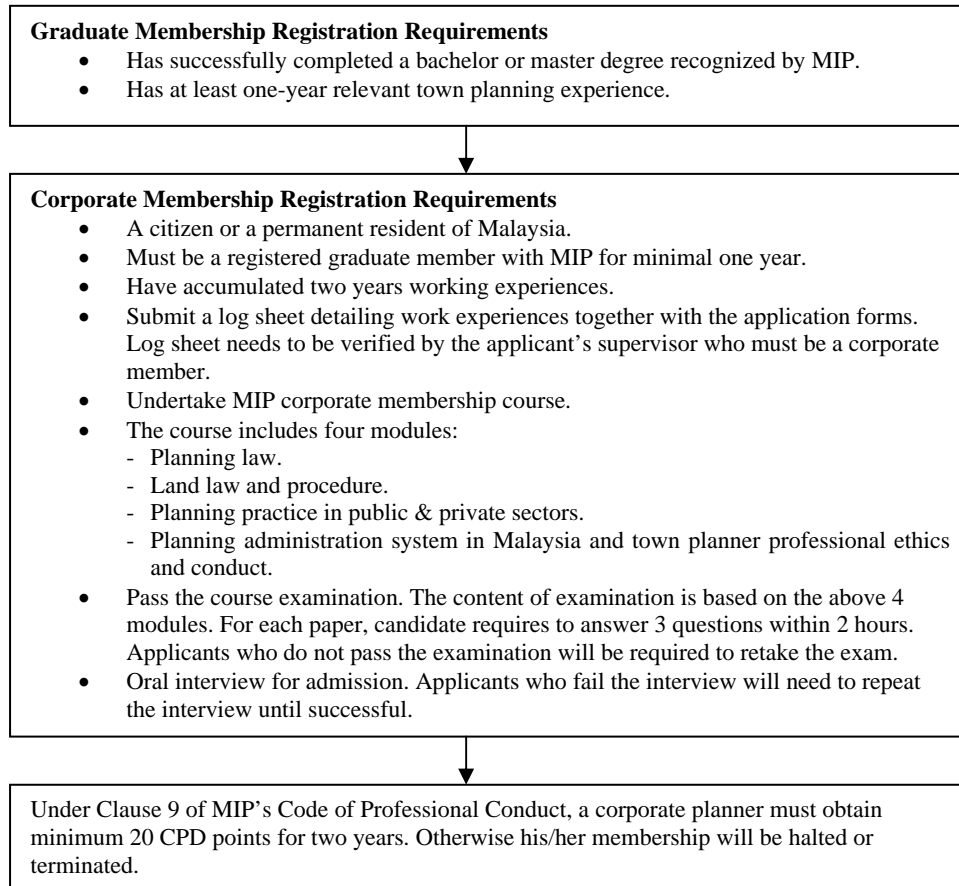 Graduate Membership Registration Requirements
• Has successfully completed a bachelor or master degree recognized by MIP.
• Has at least one-year relevant town planning experience.
Corporate Membership Registration Requirements
• A citizen or a permanent resident of Malaysia.
• Must be a registered graduate member with MIP for minimal one year.
• Have accumulated two years working experiences.
• Submit a log sheet detailing work experiences together with the application forms.
Log sheet needs to be verified by the applicant's supervisor who must be a corporate
member.
• Undertake MIP corporate membership course.
• The course includes four modules:
- Planning law.
- Land law and procedure.
- Planning practice in public & private sectors.
- Planning administration system in Malaysia and town planner professional ethics
and conduct.
• Pass the course examination. The content of examination is based on the above 4
modules. For each paper, candidate requires to answer 3 questions within 2 hours.
Applicants who do not pass the examination will be required to retake the exam.
• Oral interview for admission. Applicants who fail the interview will need to repeat
the interview until successful.
Under Clause 9 of MIP's Code of Professional Conduct, a corporate planner must obtain
minimum 20 CPD points for two years. Otherwise his/her membership will be halted or
terminated.